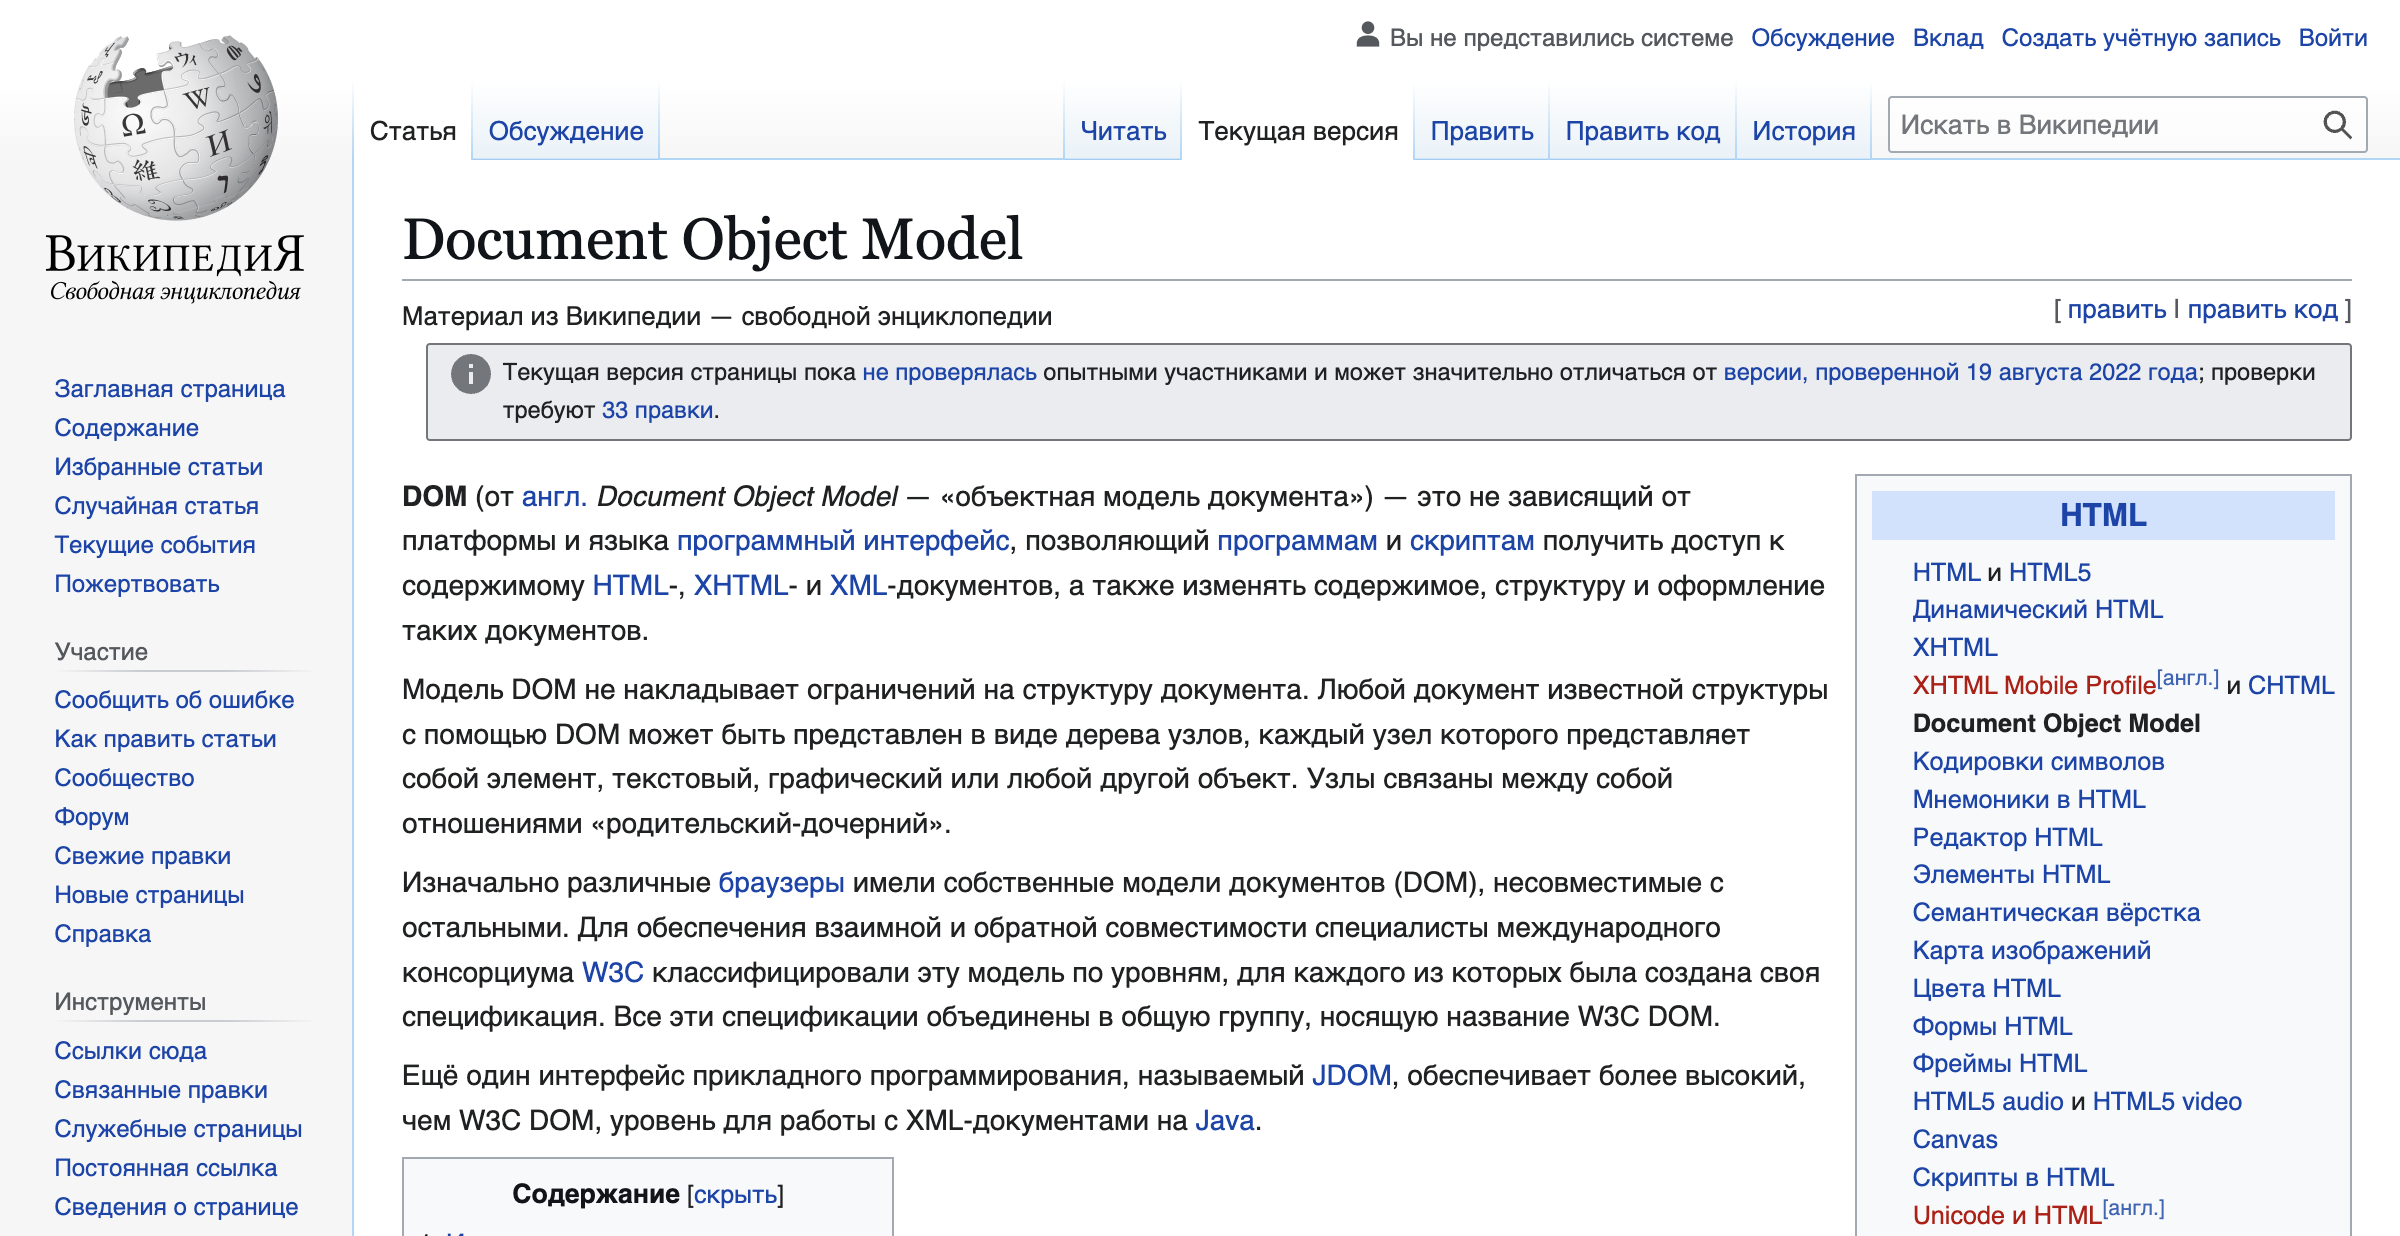 Вы не представились системе Обсуждение Вклад Создать учётную запись Войти
Статья Обсуждение Читать Текущая версия Править Править код История Искать в Википедии
Ω W И 維 ר
ВикипедиЯ
Свободная энциклопедия
Заглавная страница
Содержание
Избранные статьи
Случайная статья
Текущие события
Пожертвовать
Участие
Сообщить об ошибке
Как править статьи
Сообщество
Форум
Свежие правки
Новые страницы
Справка
Инструменты
Ссылки сюда
Связанные правки
Служебные страницы
Постоянная ссылка
Сведения о странице
Document Object Model
Материал из Википедии — свободной энциклопедии
[ править | править код ]
Текущая версия страницы пока не проверялась опытными участниками и может значительно отличаться от версии, проверенной 19 августа 2022 года; проверки
требуют 33 правки.
DOM (от англ. Document Object Model — «объектная модель документа») — это не зависящий от
платформы и языка программный интерфейс, позволяющий программам и скриптам получить доступ к
содержимому HTML-, XHTML- и XML-документов, а также изменять содержимое, структуру и оформление
таких документов.
Модель DOM не накладывает ограничений на структуру документа. Любой документ известной структуры
с помощью DOM может быть представлен в виде дерева узлов, каждый узел которого представляет
собой элемент, текстовый, графический или любой другой объект. Узлы связаны между собой
отношениями «родительский-дочерний».
Изначально различные браузеры имели собственные модели документов (DOM), несовместимые с
остальными. Для обеспечения взаимной и обратной совместимости специалисты международного
консорциума W3C классифицировали эту модель по уровням, для каждого из которых была создана своя
спецификация. Все эти спецификации объединены в общую группу, носящую название W3C DOM.
Ещё один интерфейс прикладного программирования, называемый JDOM, обеспечивает более высокий,
чем W3C DOM, уровень для работы с XML-документами на Java.
Содержание [скрыть]
HTML
HTML и HTML5
Динамический HTML
XHTML
XHTML Mobile Profile[англ.] и CHTML
Document Object Model
Кодировки символов
Мнемоники в HTML
Редактор HTML
Элементы HTML
Семантическая вёрстка
Карта изображений
Цвета HTML
Формы HTML
Фреймы HTML
HTML5 audio и HTML5 video
Canvas
Скрипты в HTML
Unicode и HTML[англ.]